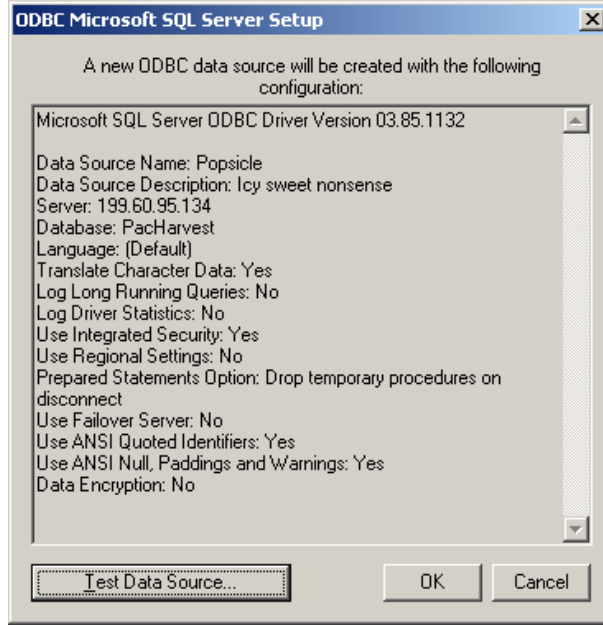 ODBC Microsoft SQL Server Setup
A new ODBC data source will be created with the following
configuration:
Microsoft SQL Server ODBC Driver Version 03.85.1132
Data Source Name: Popsicle
Data Source Description: Icy sweet nonsense
Server: 199.60.95.134
Database: PacHarvest
Language: (Default)
Translate Character Data: Yes
Log Long Running Queries: No
Log Driver Statistics: No
Use Integrated Security: Yes
Use Regional Settings: No
Prepared Statements Option: Drop temporary procedures on
disconnect
Use Failover Server: No
Use ANSI Quoted Identifiers: Yes
Use ANSI Null, Paddings and Warnings: Yes
Data Encryption: No
Test Data Source...
OK
Cancel